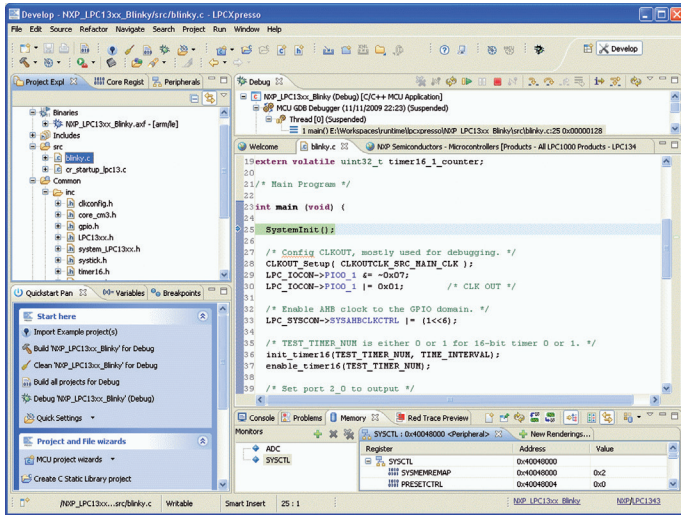 Develop - NXP_LPC13xx_Blinky/src/blinky.c - LPCXpresso
File Edit Source Refactor Navigate Search Project Run Window Help
Develop
Project Expl
Core Regist
Peripherals
Binaries
NXP_LPC13xx_Blinky.axf - [arm/le]
Includes
src
blinky.c
cr_startup_lpc13.c
Common
inc
clkconfig.h
core_cm3.h
gpio.h
LPC13xx.h
system_LPC13xx.h
systick.h
timer16.h
Debug
NXP_LPC13xx_Blinky (Debug) [C/C++ MCU Application]
MCU GDB Debugger (11/11/2009 22:23) (Suspended)
Thread [0] (Suspended)
1 main() E:\Workspaces\runtime\lpcxpresso\NXP_LPC13xx_Blinky\src\blinky.c:25 0x00000128
Welcome
blinky.c
NXP Semiconductors - Microcontrollers [Products - All LPC1000 Products - LPC134
19 extern volatile uint32_t timer16_1_counter;
20
21 /* Main Program */
22
23 int main (void) {
24
25 SystemInit();
26
27 /* Config CLKOUT, mostly used for debugging. */
28 CLKOUT_Setup( CLKOUTCLK_SRC_MAIN_CLK );
29 LPC_IOCON->PIO0_1 &= ~0x07;
30 LPC_IOCON->PIO0_1 |= 0x01; /* CLK OUT */
31
32 /* Enable AHB clock to the GPIO domain. */
33 LPC_SYSCON->SYSAHBCLKCTRL |= (1<<6);
34
35 /* TEST_TIMER_NUM is either 0 or 1 for 16-bit timer 0 or 1. */
36 init_timer16(TEST_TIMER_NUM, TIME_INTERVAL);
37 enable_timer16(TEST_TIMER_NUM);
38
39 /* Set port 2_0 to output */
Quickstart Pan
Variables
Breakpoints
Start here
Import Example project(s)
Build 'NXP_LPC13xx_Blinky' for Debug
Clean 'NXP_LPC13xx_Blinky' for Debug
Build all projects for Debug
Debug 'NXP_LPC13xx_Blinky' (Debug)
Quick Settings
Project and File wizards
MCU project wizards
Create C Static Library project
Console
Problems
Memory
Red Trace Preview
Monitors
ADC
SYSCTL
SYSCTL : 0x40048000 <Peripheral>
New Renderings...
Register Address Value
SYSCTL 0x40048000
SYSMEMREMAP 0x40048000 0x2
PRESETCTRL 0x40048004 0x0
/NXP_LPC13xx...src/blinky.c
Writable
Smart Insert
25 : 1
NXP_LPC13xx_Blinky
NXP/LPC1343